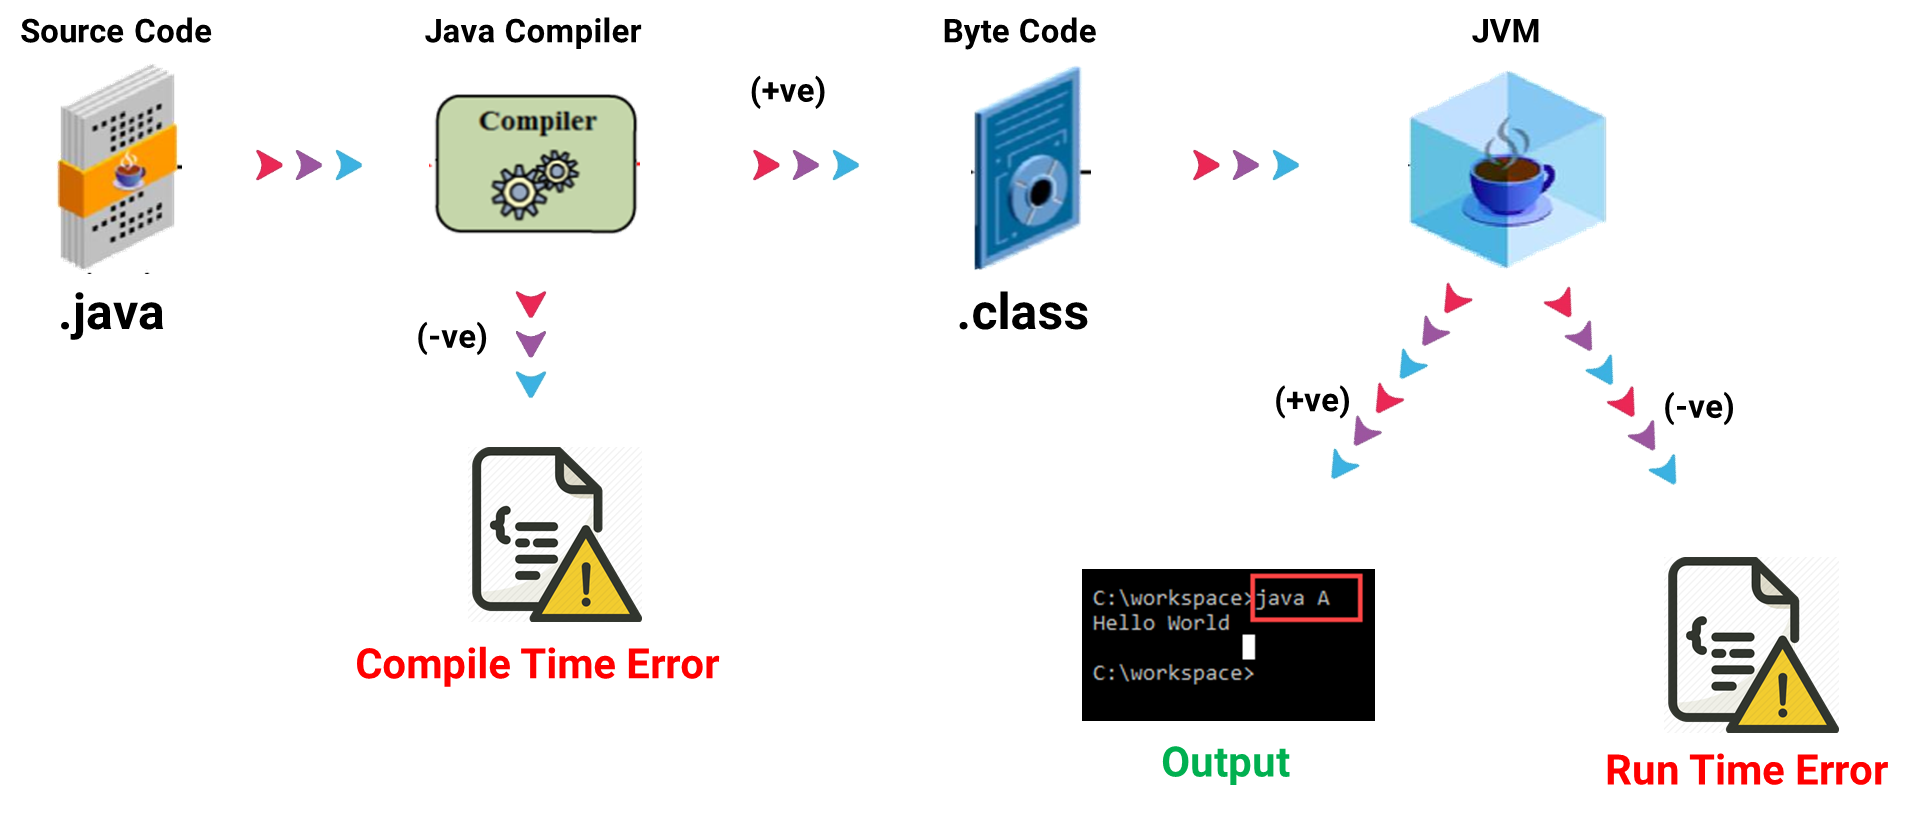 Source Code
Java Compiler
Byte Code
JVM
(+ve)
Compiler
.java
.class
(-ve)
(+ve)
(-ve)
C:\workspace>java A
Hello World
C:\workspace>
Compile Time Error
Output
Run Time Error